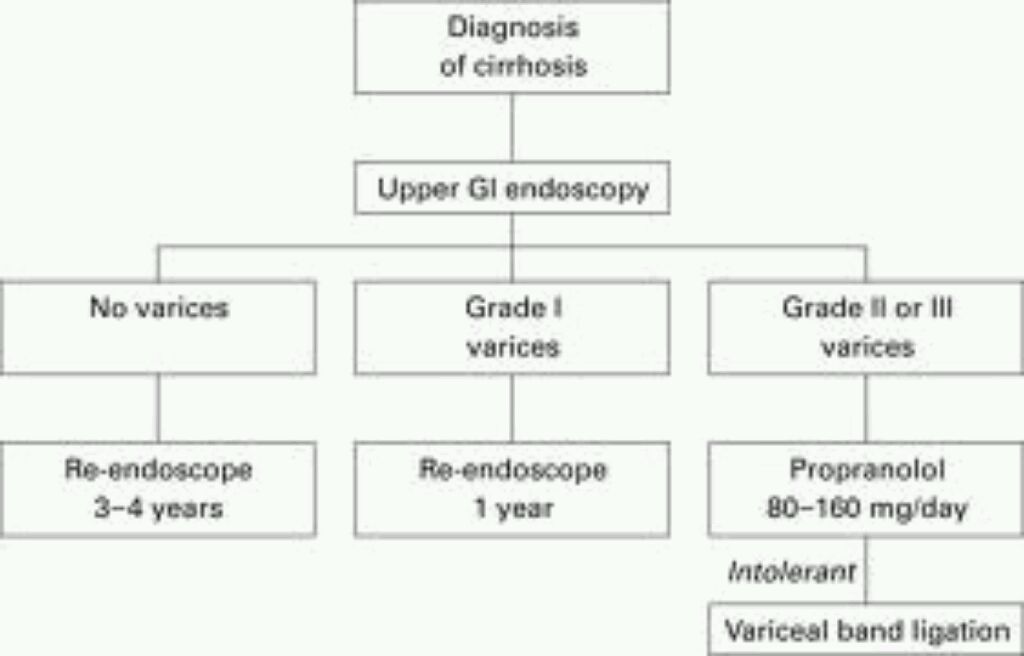 Diagnosis
of cirrhosis
Upper GI endoscopy
No varices
Grade I
varices
Grade II or III
varices
Re-endoscope
3–4 years
Re-endoscope
1 year
Propranolol
80–160 mg/day
Intolerant
Variceal band ligation